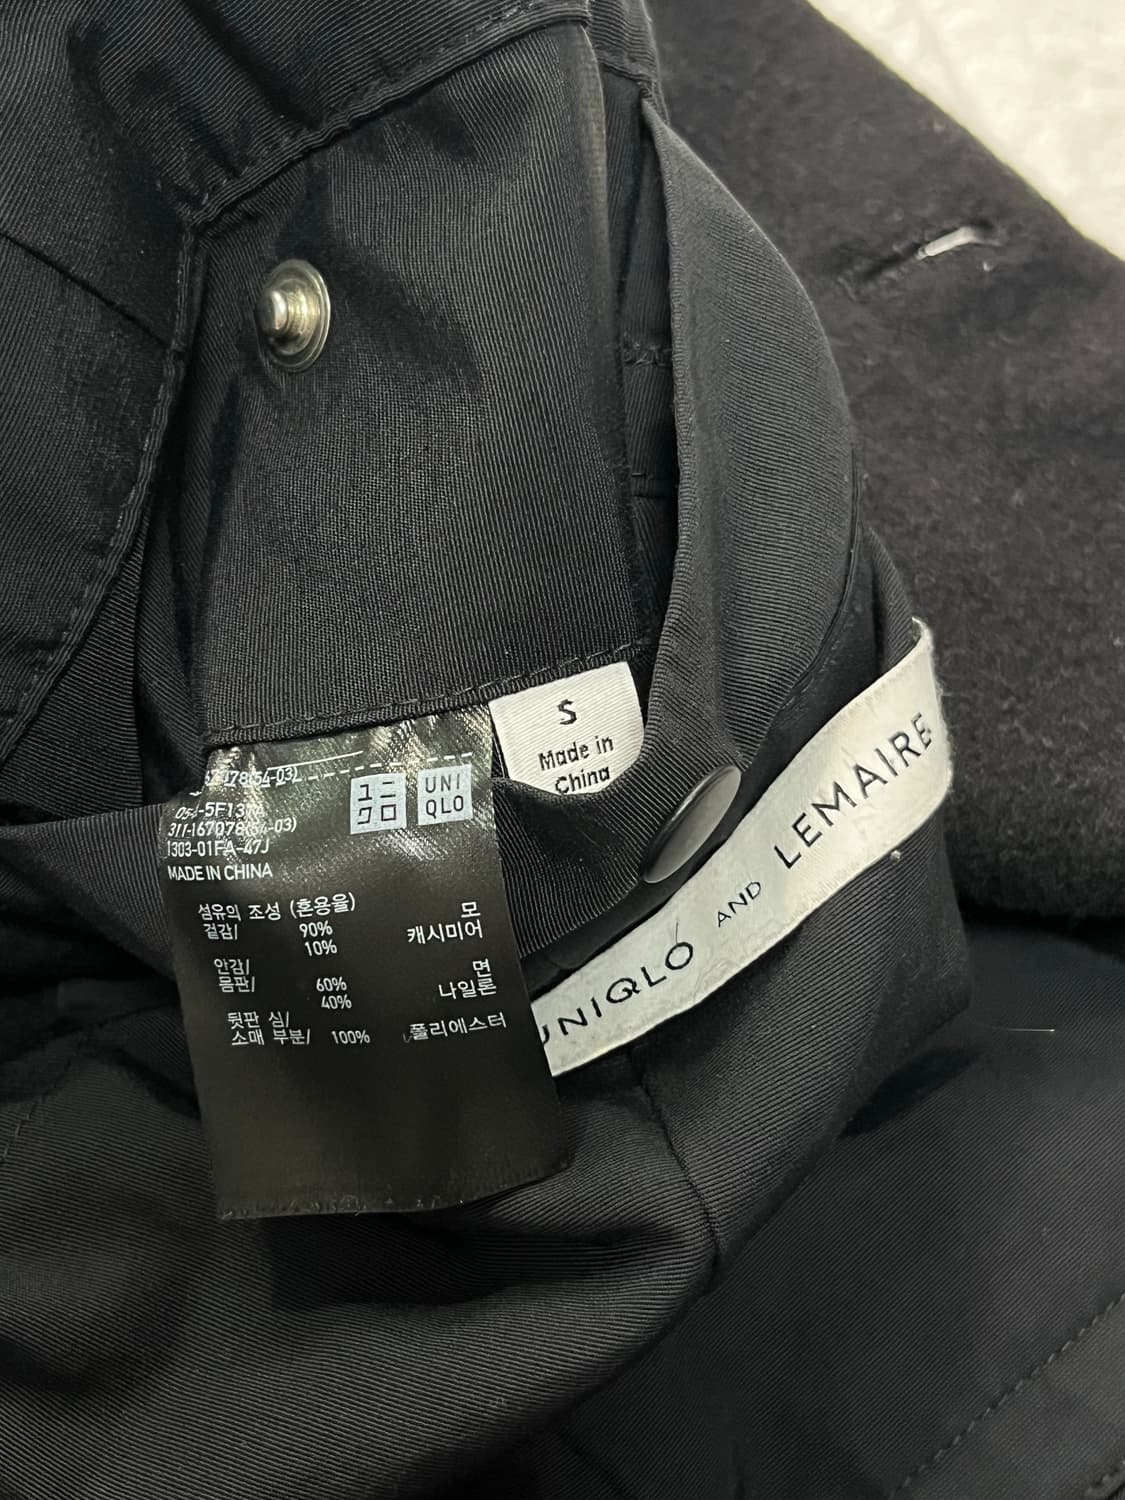 S
Made in
China
ユニ
クロ
UNI
QLO
311-167078(54-03)
1303-01FA-47J
MADE IN CHINA
섬유의 조성 (혼용율)
겉감/ 90% 모
10% 캐시미어
안감/
몸판/ 60% 면
40% 나일론
뒷판 심/
소매 부분/ 100% 폴리에스터
UNIQLO AND LEMAIRE